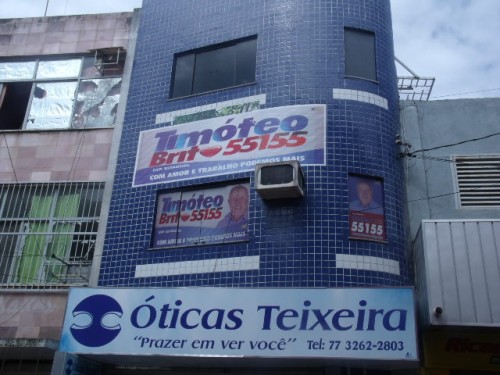 Timóteo
Brito 55155
COM AMOR E TRABALHO PODEMOS MAIS
Timóteo
Brito 55155
55155
Óticas Teixeira
"Prazer em ver você" Tel: 77 3262-2803